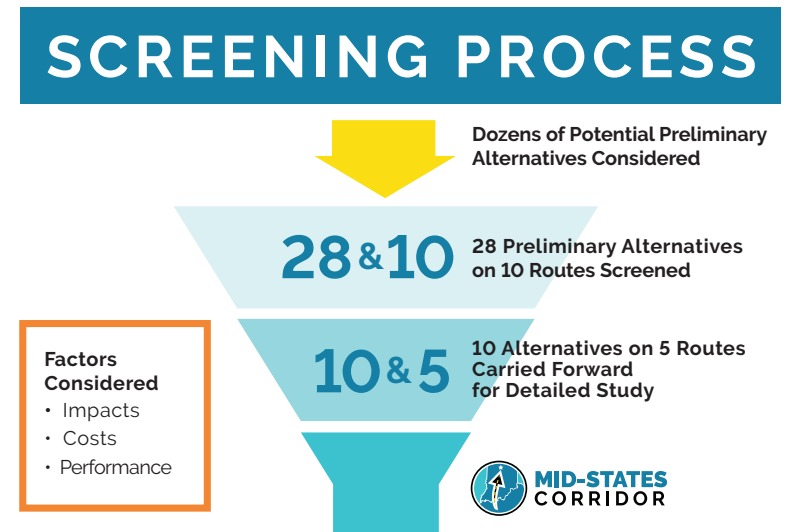 SCREENING PROCESS
Dozens of Potential Preliminary
Alternatives Considered
28 & 10
28 Preliminary Alternatives
on 10 Routes Screened
10 & 5
10 Alternatives on 5 Routes
Carried Forward
for Detailed Study
Factors
Considered
• Impacts
• Costs
• Performance
MID-STATES
CORRIDOR